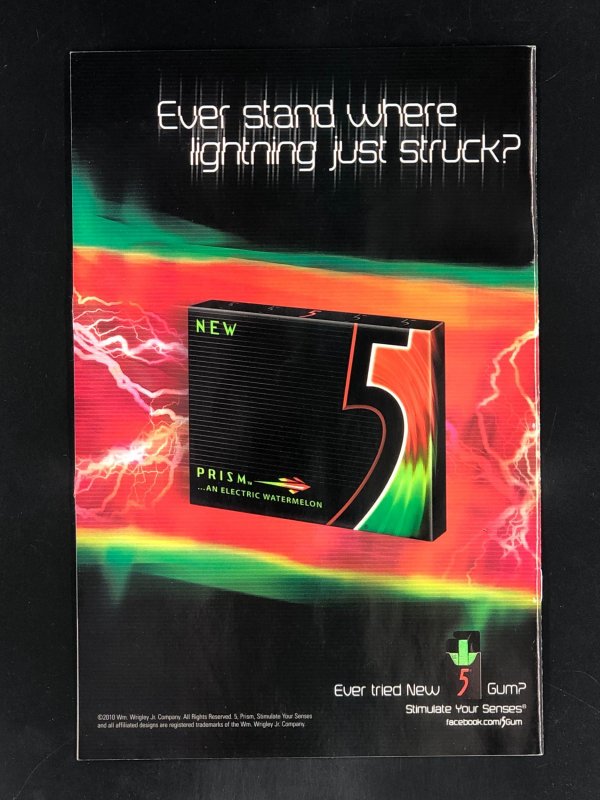 Ever stand where
lightning just struck?
NEW
5
PRISM™
...AN ELECTRIC WATERMELON
Ever tried New 5 Gum?
Stimulate Your Senses®
facebook.com/5Gum
©2010 Wm. Wrigley Jr. Company. All Rights Reserved. 5, Prism, Stimulate Your Senses
and all affiliated designs are registered trademarks of the Wm. Wrigley Jr. Company.